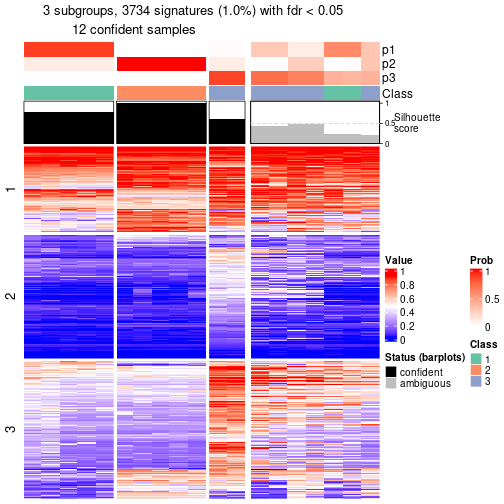 3 subgroups, 3734 signatures (1.0%) with fdr < 0.05
12 confident samples
p1
p2
p3
Class
1
0.5
0
Silhouette
score
1
2
3
Value
1
0.8
0.6
0.4
0.2
0
Status (barplots)
confident
ambiguous
Prob
1
0.5
0
Class
1
2
3